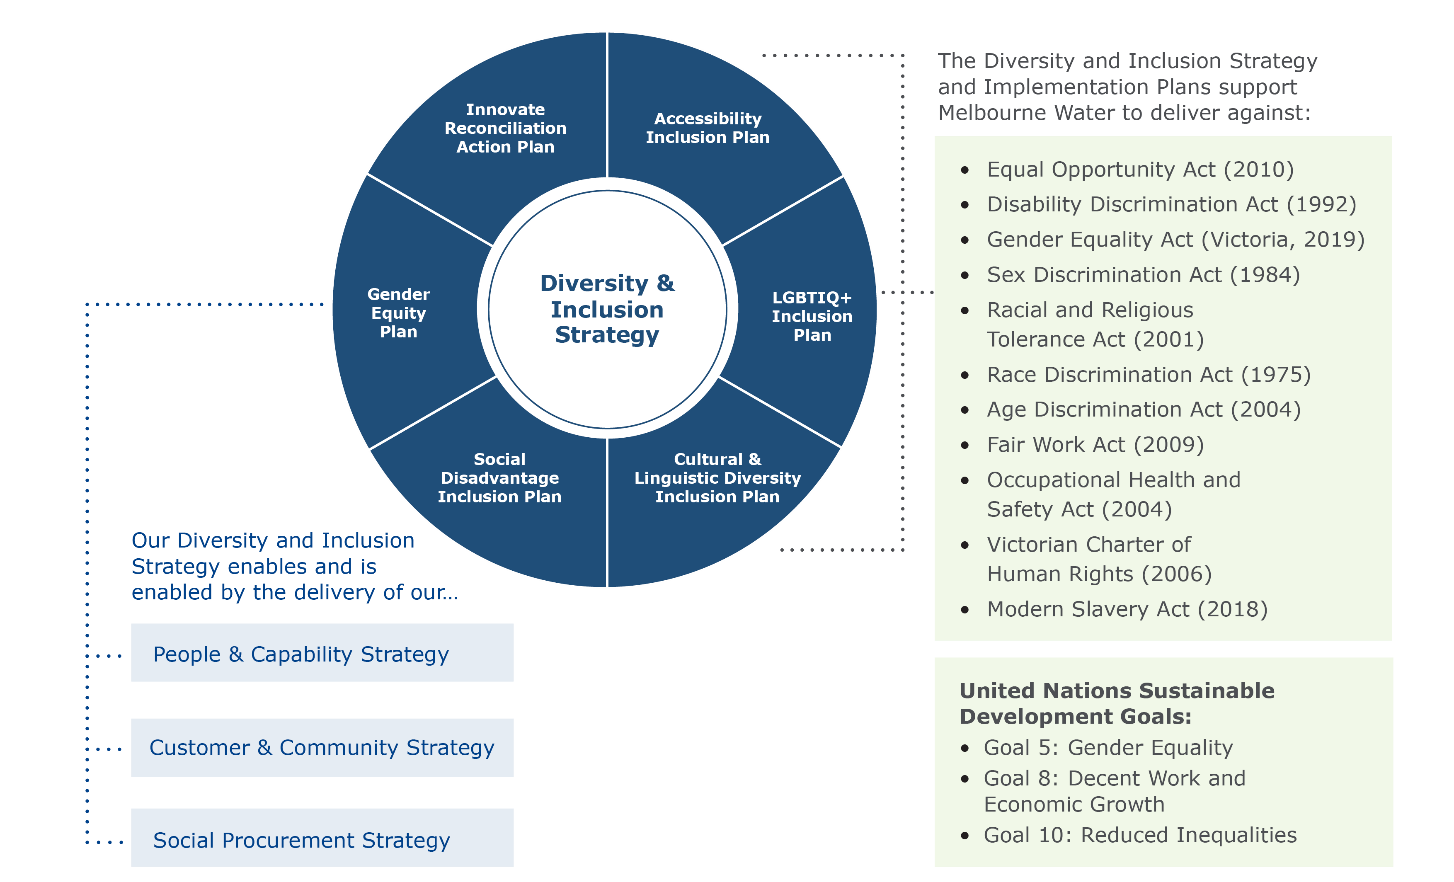 Innovate
Reconciliation
Action Plan
Accessibility
Inclusion Plan
Gender
Equity
Plan
Diversity &
Inclusion
Strategy
LGBTIQ+
Inclusion
Plan
Social
Disadvantage
Inclusion Plan
Cultural &
Linguistic Diversity
Inclusion Plan
Our Diversity and Inclusion
Strategy enables and is
enabled by the delivery of our...
People & Capability Strategy
Customer & Community Strategy
Social Procurement Strategy
The Diversity and Inclusion Strategy
and Implementation Plans support
Melbourne Water to deliver against:
• Equal Opportunity Act (2010)
• Disability Discrimination Act (1992)
• Gender Equality Act (Victoria, 2019)
• Sex Discrimination Act (1984)
• Racial and Religious
Tolerance Act (2001)
• Race Discrimination Act (1975)
• Age Discrimination Act (2004)
• Fair Work Act (2009)
• Occupational Health and
Safety Act (2004)
• Victorian Charter of
Human Rights (2006)
• Modern Slavery Act (2018)
United Nations Sustainable
Development Goals:
• Goal 5: Gender Equality
• Goal 8: Decent Work and
Economic Growth
• Goal 10: Reduced Inequalities